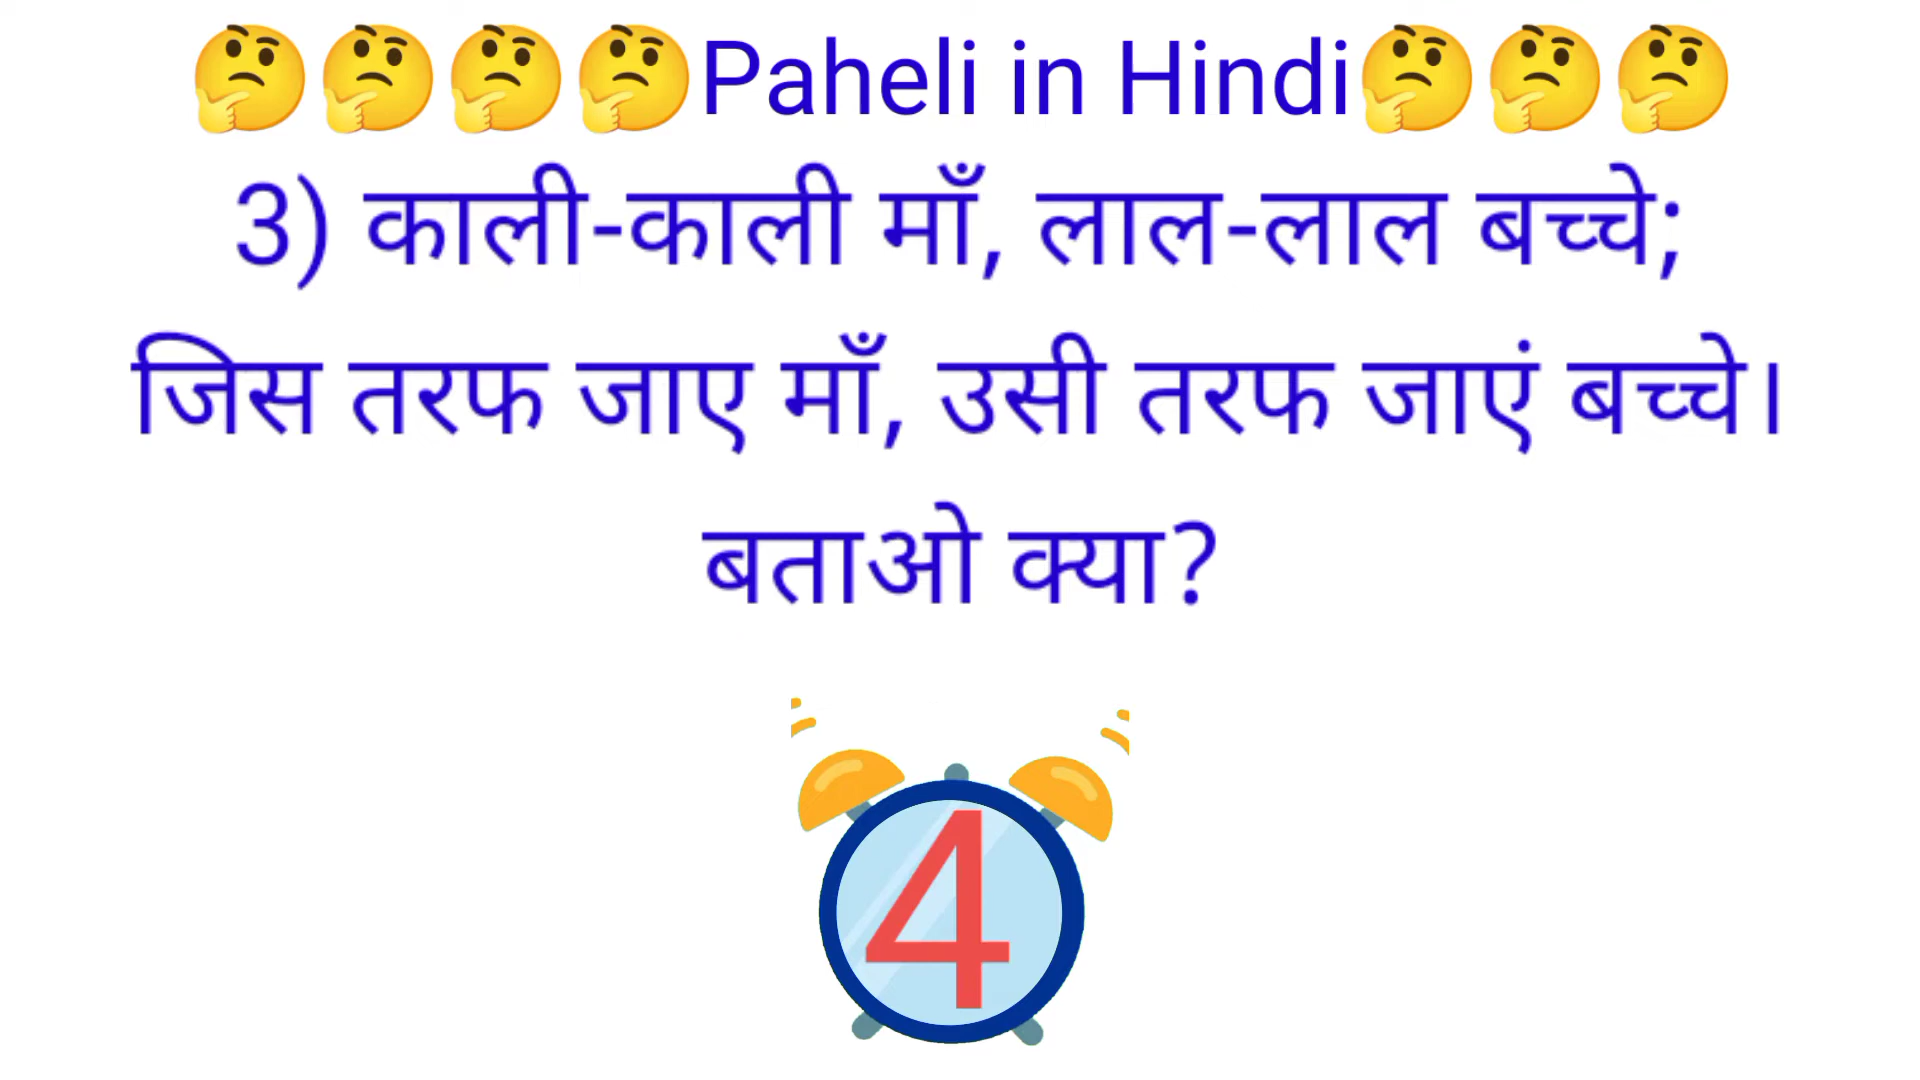 🤔🤔🤔🤔Paheli in Hindi🤔🤔🤔
3) काली-काली माँ, लाल-लाल बच्चे;
जिस तरफ जाए माँ, उसी तरफ जाएं बच्चे।
बताओ क्या?
4